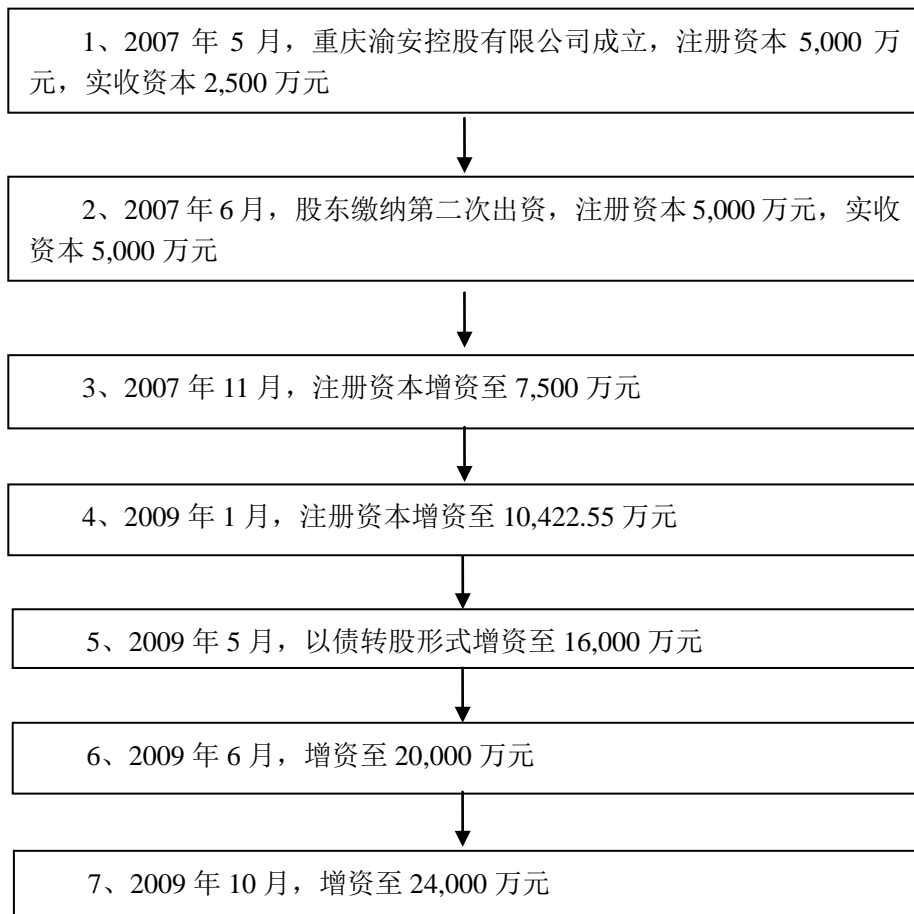 1、2007 年 5 月，重庆渝安控股有限公司成立，注册资本 5,000 万
元，实收资本 2,500 万元
2、2007 年 6 月，股东缴纳第二次出资，注册资本 5,000 万元，实收
资本 5,000 万元
3、2007 年 11 月，注册资本增资至 7,500 万元
4、2009 年 1 月，注册资本增资至 10,422.55 万元
5、2009 年 5 月，以债转股形式增资至 16,000 万元
6、2009 年 6 月，增资至 20,000 万元
7、2009 年 10 月，增资至 24,000 万元